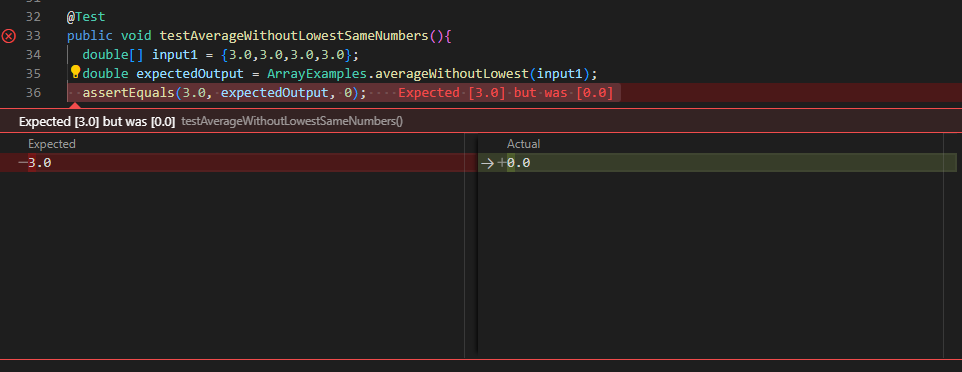 32 @Test
33 public void testAverageWithoutLowestSameNumbers(){
34 double[] input1 = {3.0,3.0,3.0,3.0};
35 double expectedOutput = ArrayExamples.averageWithoutLowest(input1);
36 assertEquals(3.0, expectedOutput, 0); Expected [3.0] but was [0.0]
Expected [3.0] but was [0.0] testAverageWithoutLowestSameNumbers()
Expected Actual
−3.0 →+0.0